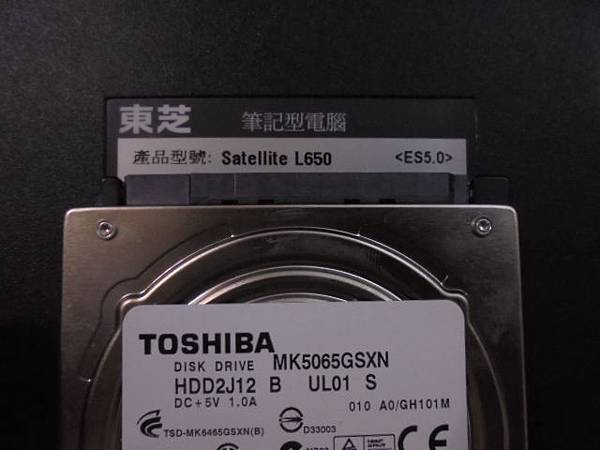 東芝 筆記型電腦
產品型號: Satellite L650 <ES5.0>
TOSHIBA
DISK DRIVE MK5065GSXN
HDD2J12 B UL01 S
DC+5V 1.0A 010 A0/GH101M
TSD-MK6465GSXN(B) D33003